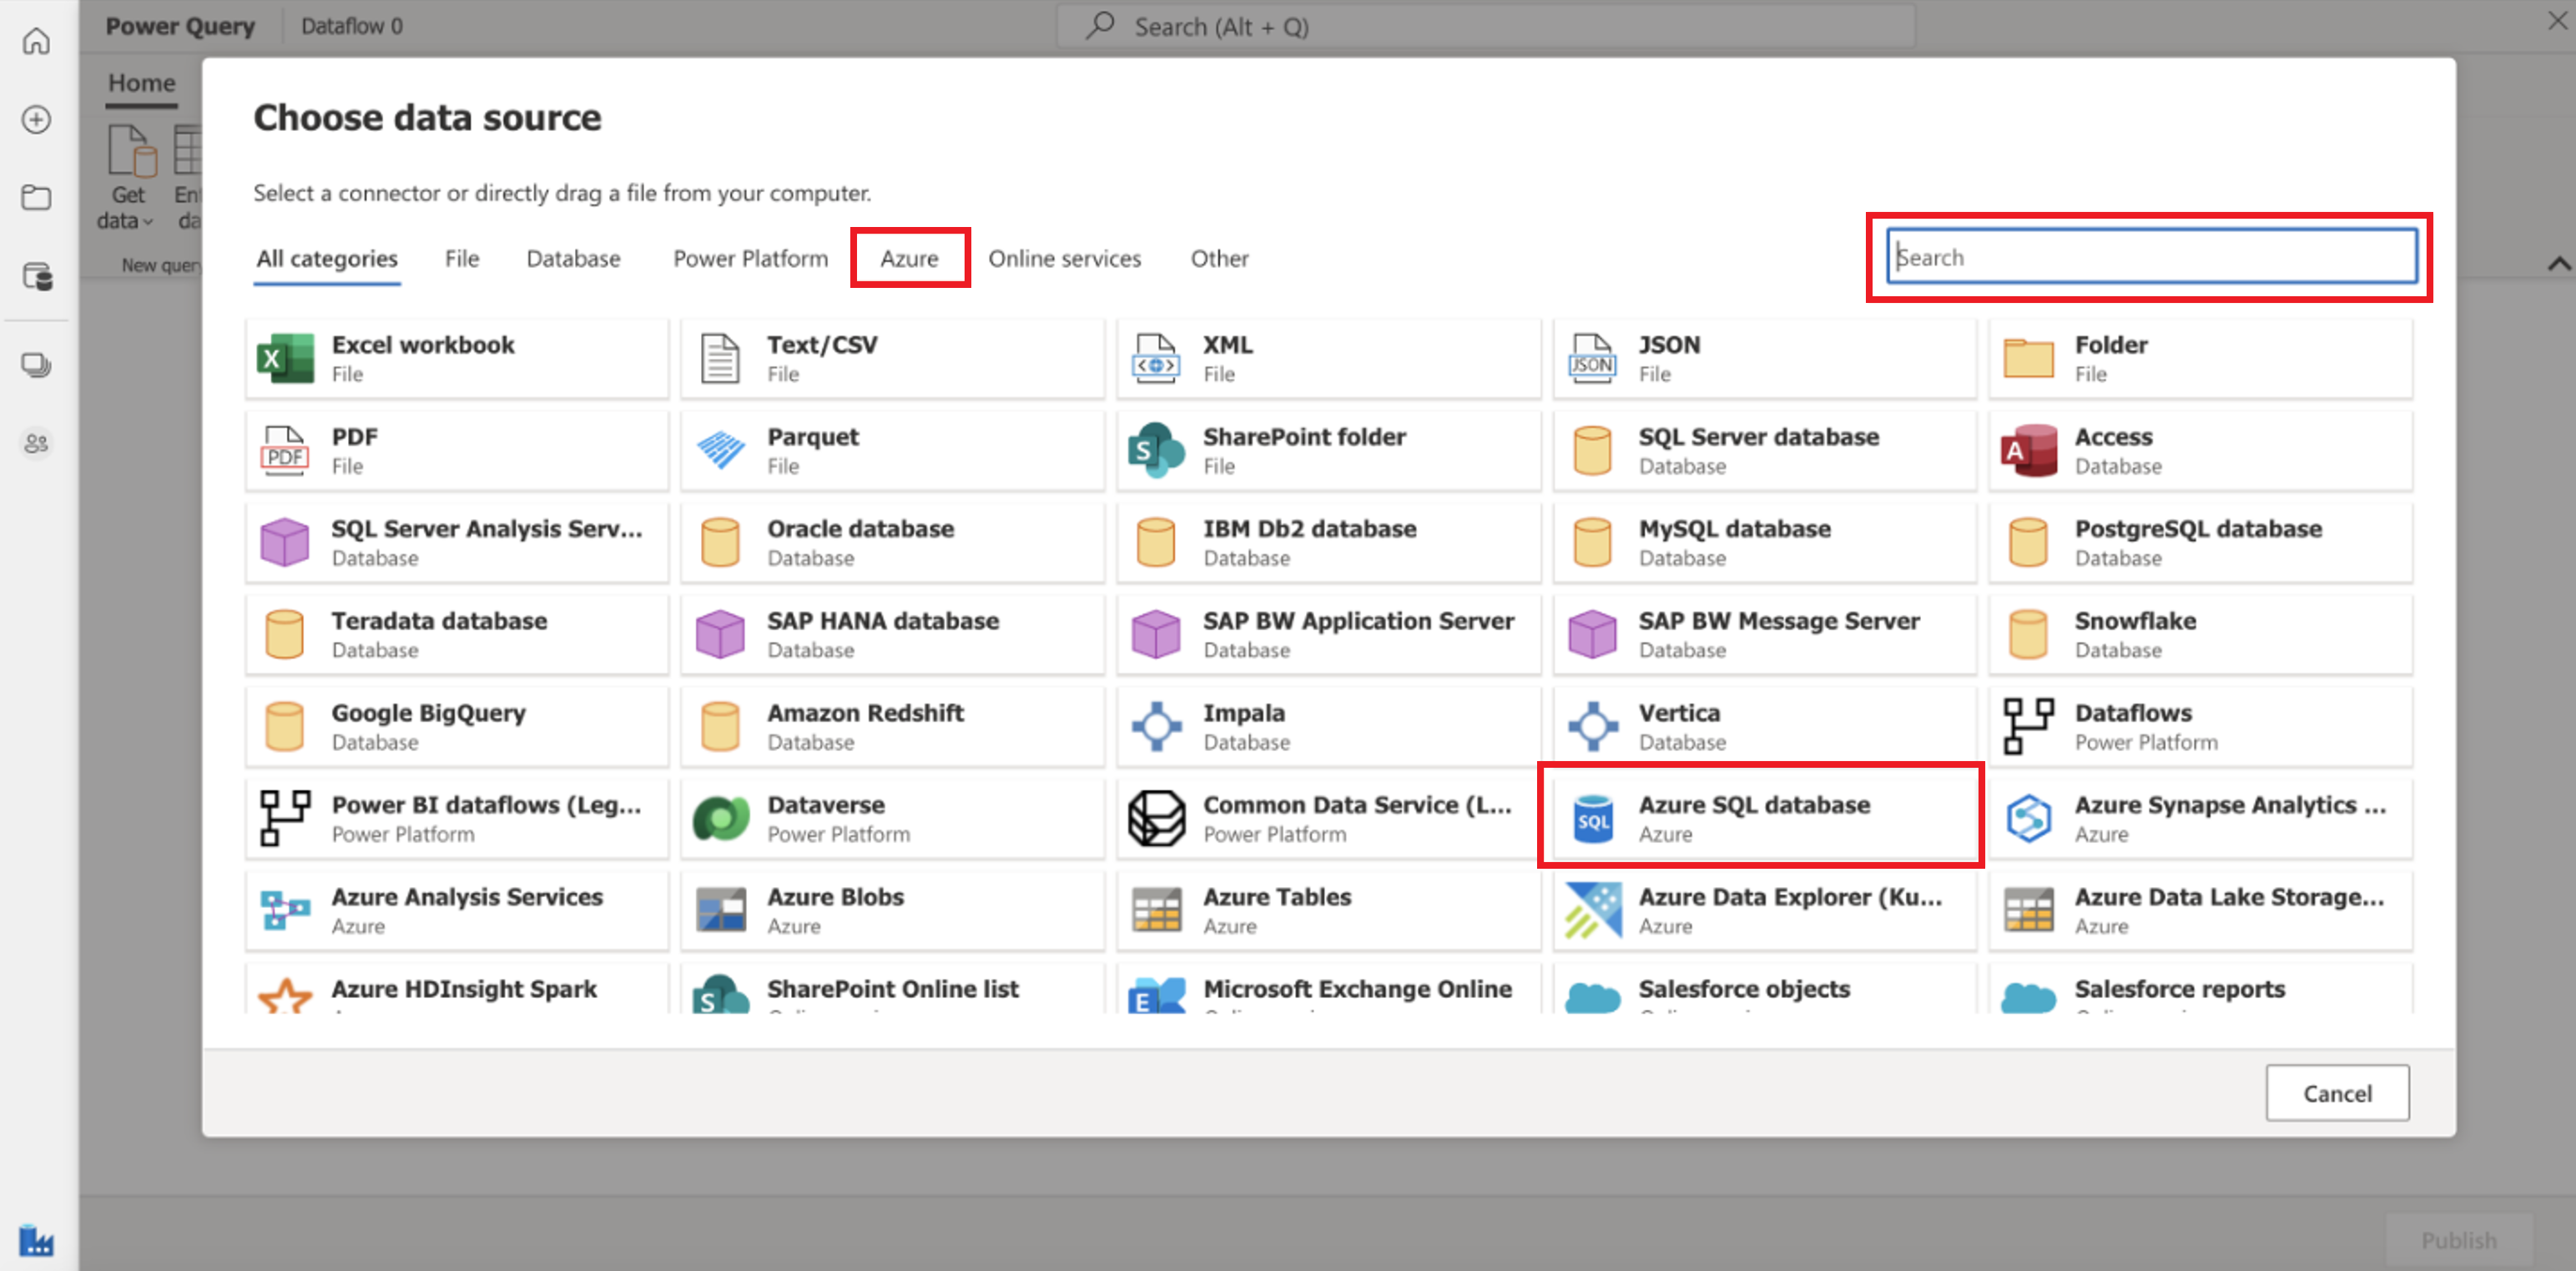 Power Query
Dataflow 0
Search (Alt + Q)
Home
Get
data
New query
Choose data source
Select a connector or directly drag a file from your computer.
All categories
File
Database
Power Platform
Azure
Online services
Other
Search
Excel workbook
File
Text/CSV
File
XML
File
JSON
JSON
File
Folder
File
PDF
PDF
File
Parquet
File
S
SharePoint folder
File
SQL Server database
Database
A
Access
Database
SQL Server Analysis Serv...
Database
Oracle database
Database
IBM Db2 database
Database
MySQL database
Database
PostgreSQL database
Database
Teradata database
Database
SAP HANA database
Database
SAP BW Application Server
Database
SAP BW Message Server
Database
Snowflake
Database
Google BigQuery
Database
Amazon Redshift
Database
Impala
Database
Vertica
Database
Dataflows
Power Platform
Power BI dataflows (Leg...
Power Platform
Dataverse
Power Platform
Common Data Service (L...
Power Platform
SQL
Azure SQL database
Azure
Azure Synapse Analytics ...
Azure
Azure Analysis Services
Azure
Azure Blobs
Azure
Azure Tables
Azure
Azure Data Explorer (Ku...
Azure
Azure Data Lake Storage...
Azure
Azure HDInsight Spark
S
SharePoint Online list
E
Microsoft Exchange Online
Salesforce objects
Salesforce reports
Cancel
Publish